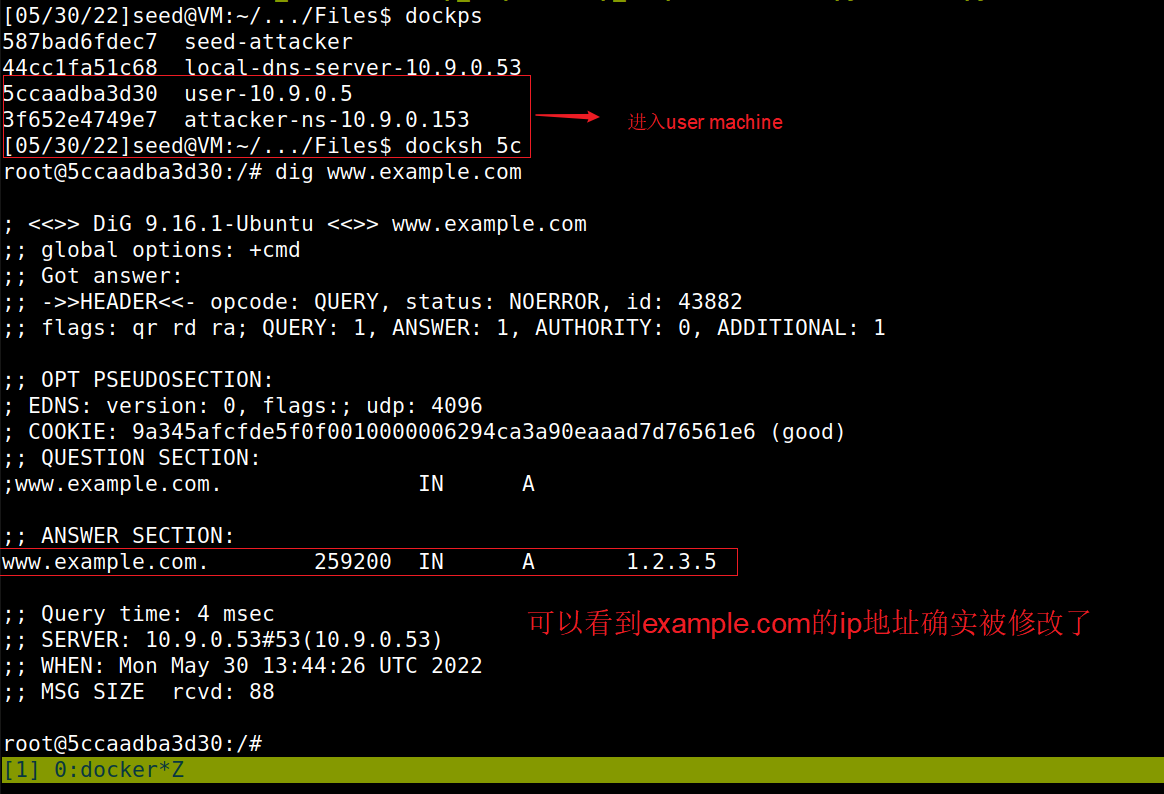 [05/30/22]seed@VM:~/.../Files$ dockps
587bad6fdec7  seed-attacker
44cc1fa51c68  local-dns-server-10.9.0.53
5ccaadba3d30  user-10.9.0.5
3f652e4749e7  attacker-ns-10.9.0.153
进入user machine
[05/30/22]seed@VM:~/.../Files$ docksh 5c
root@5ccaadba3d30:/# dig www.example.com
; <<>> DiG 9.16.1-Ubuntu <<>> www.example.com
;; global options: +cmd
;; Got answer:
;; ->>HEADER<<- opcode: QUERY, status: NOERROR, id: 43882
;; flags: qr rd ra; QUERY: 1, ANSWER: 1, AUTHORITY: 0, ADDITIONAL: 1
;; OPT PSEUDOSECTION:
; EDNS: version: 0, flags:; udp: 4096
; COOKIE: 9a345afcfde5f0f0010000006294ca3a90eaaad7d76561e6 (good)
;; QUESTION SECTION:
;www.example.com.               IN      A
;; ANSWER SECTION:
www.example.com.        259200  IN      A       1.2.3.5
;; Query time: 4 msec
可以看到example.com的ip地址确实被修改了
;; SERVER: 10.9.0.53#53(10.9.0.53)
;; WHEN: Mon May 30 13:44:26 UTC 2022
;; MSG SIZE  rcvd: 88
root@5ccaadba3d30:/#
[1] 0:docker*Z